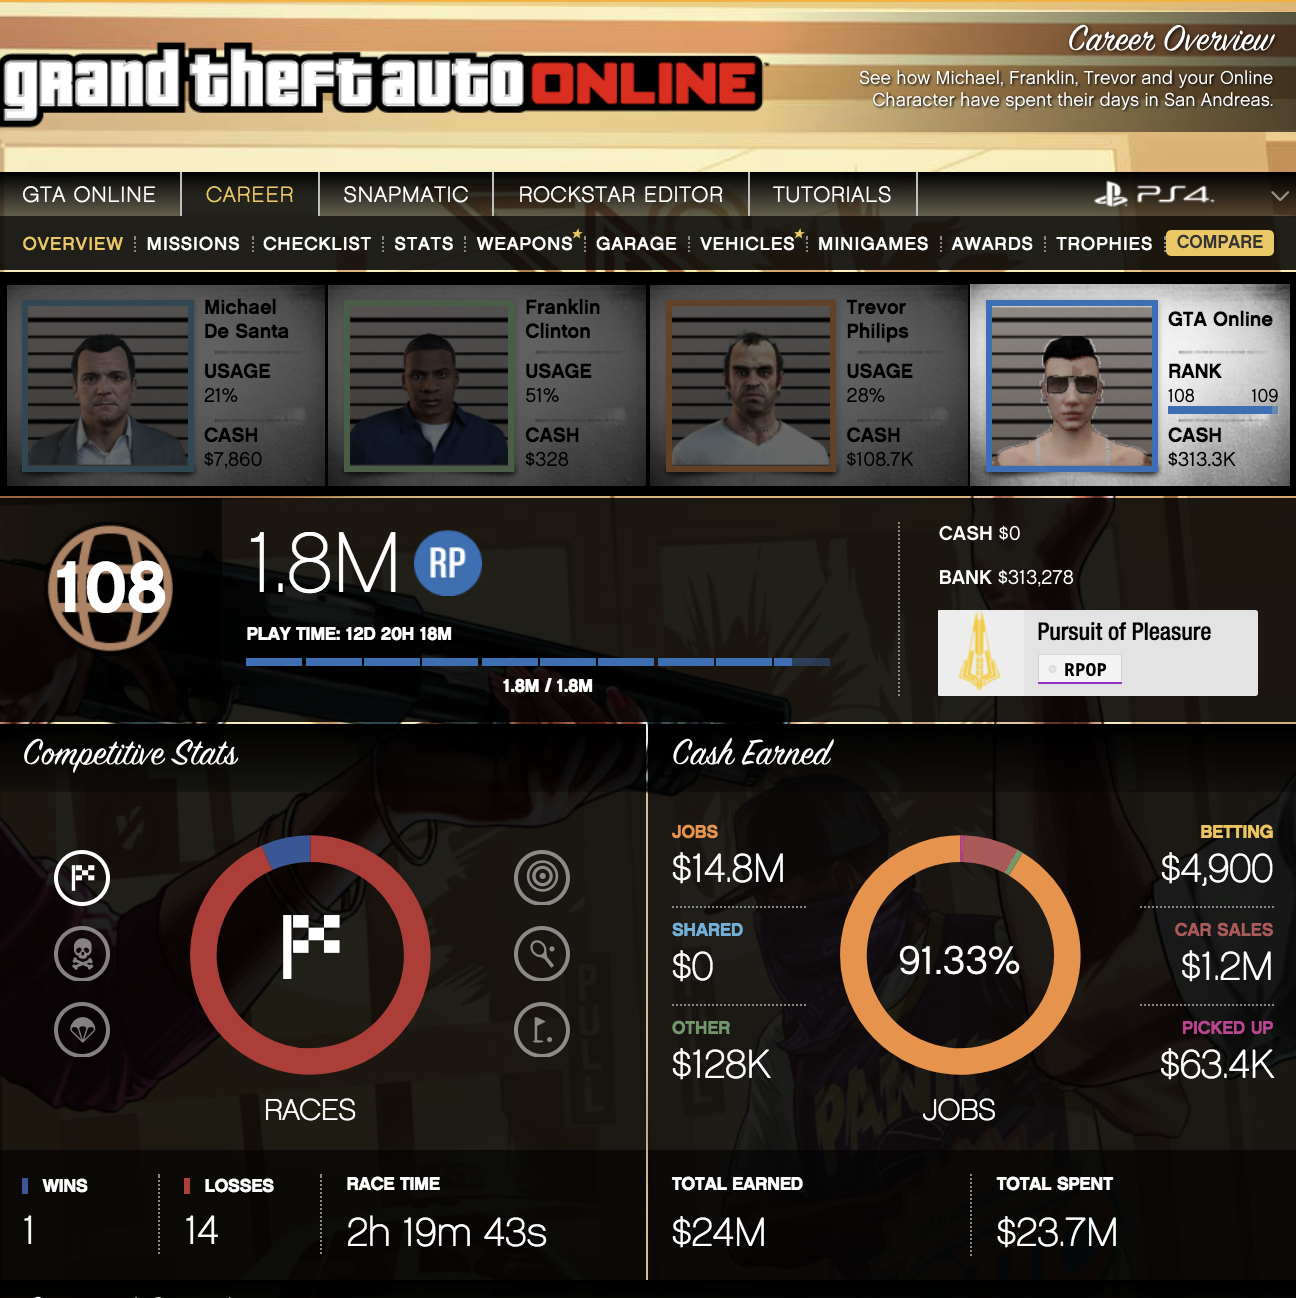 grand theft auto ONLINE
Career Overview
See how Michael, Franklin, Trevor and your Online
Character have spent their days in San Andreas.
GTA ONLINE
CAREER
SNAPMATIC
ROCKSTAR EDITOR
TUTORIALS
PS4
OVERVIEW
MISSIONS
CHECKLIST
STATS
WEAPONS
GARAGE
VEHICLES
MINIGAMES
AWARDS
TROPHIES
COMPARE
Michael
De Santa
USAGE
21%
CASH
$7,860
Franklin
Clinton
USAGE
51%
CASH
$328
Trevor
Philips
USAGE
28%
CASH
$108.7K
GTA Online
RANK
108 109
CASH
$313.3K
108
1.8M RP
PLAY TIME: 12D 20H 18M
1.8M / 1.8M
CASH $0
BANK $313,278
Pursuit of Pleasure
RPOP
Competitive Stats
RACES
WINS
1
LOSSES
14
RACE TIME
2h 19m 43s
Cash Earned
JOBS
$14.8M
SHARED
$0
OTHER
$128K
91.33%
JOBS
BETTING
$4,900
CAR SALES
$1.2M
PICKED UP
$63.4K
TOTAL EARNED
$24M
TOTAL SPENT
$23.7M